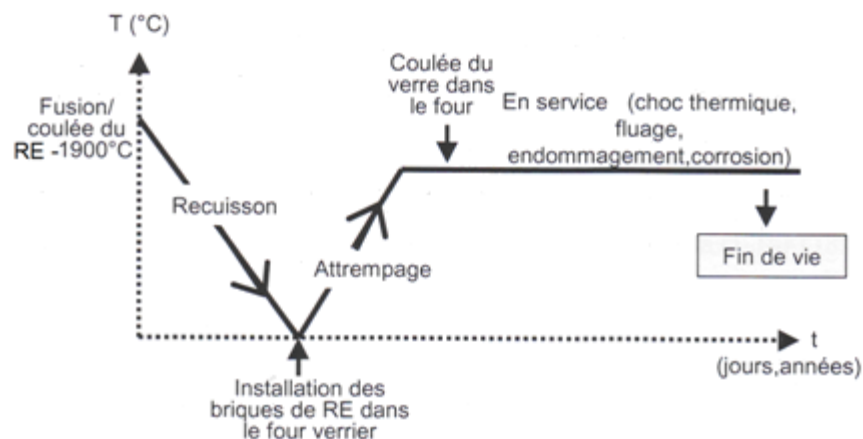 T (°C)
Fusion/
coulée du
RE -1900°C
Recuisson
Attrempage
Coulée du
verre dans
le four
En service (choc thermique,
fluage,
endommagement,corrosion)
Fin de vie
t
(jours,années)
Installation des
briques de RE dans
le four verrier